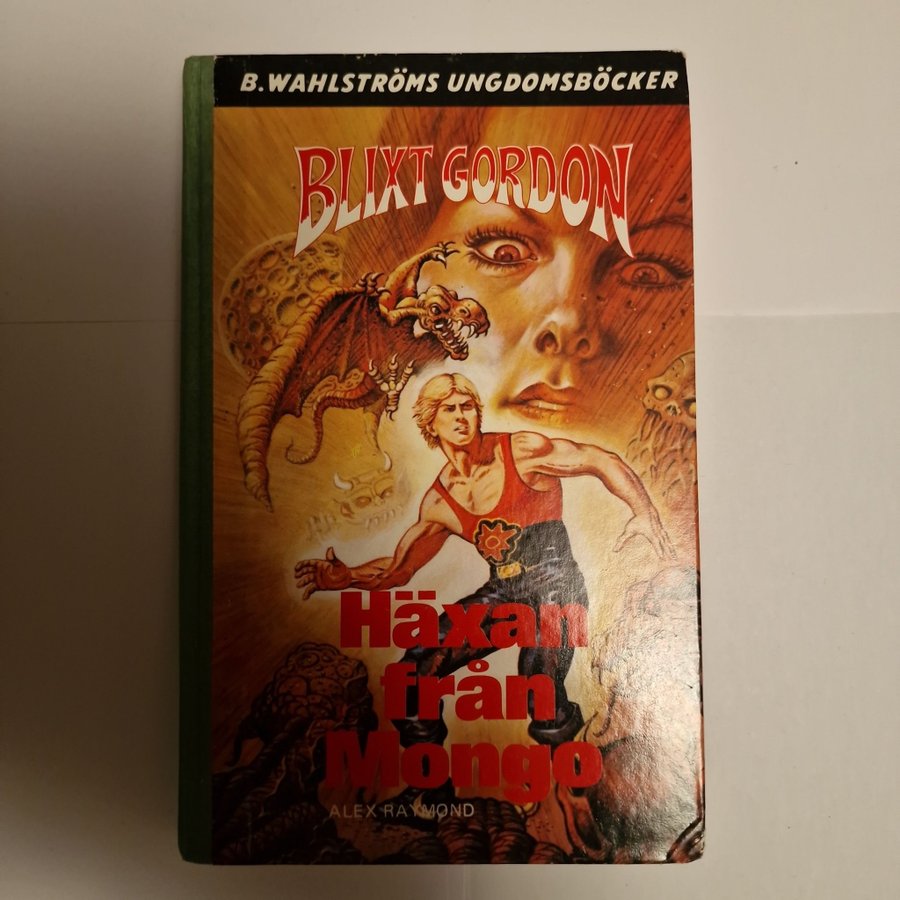 B. WAHLSTRÖMS UNGDOMSBÖCKER
BLIXT GORDON
Häxan
från
Mongo
ALEX RAYMOND